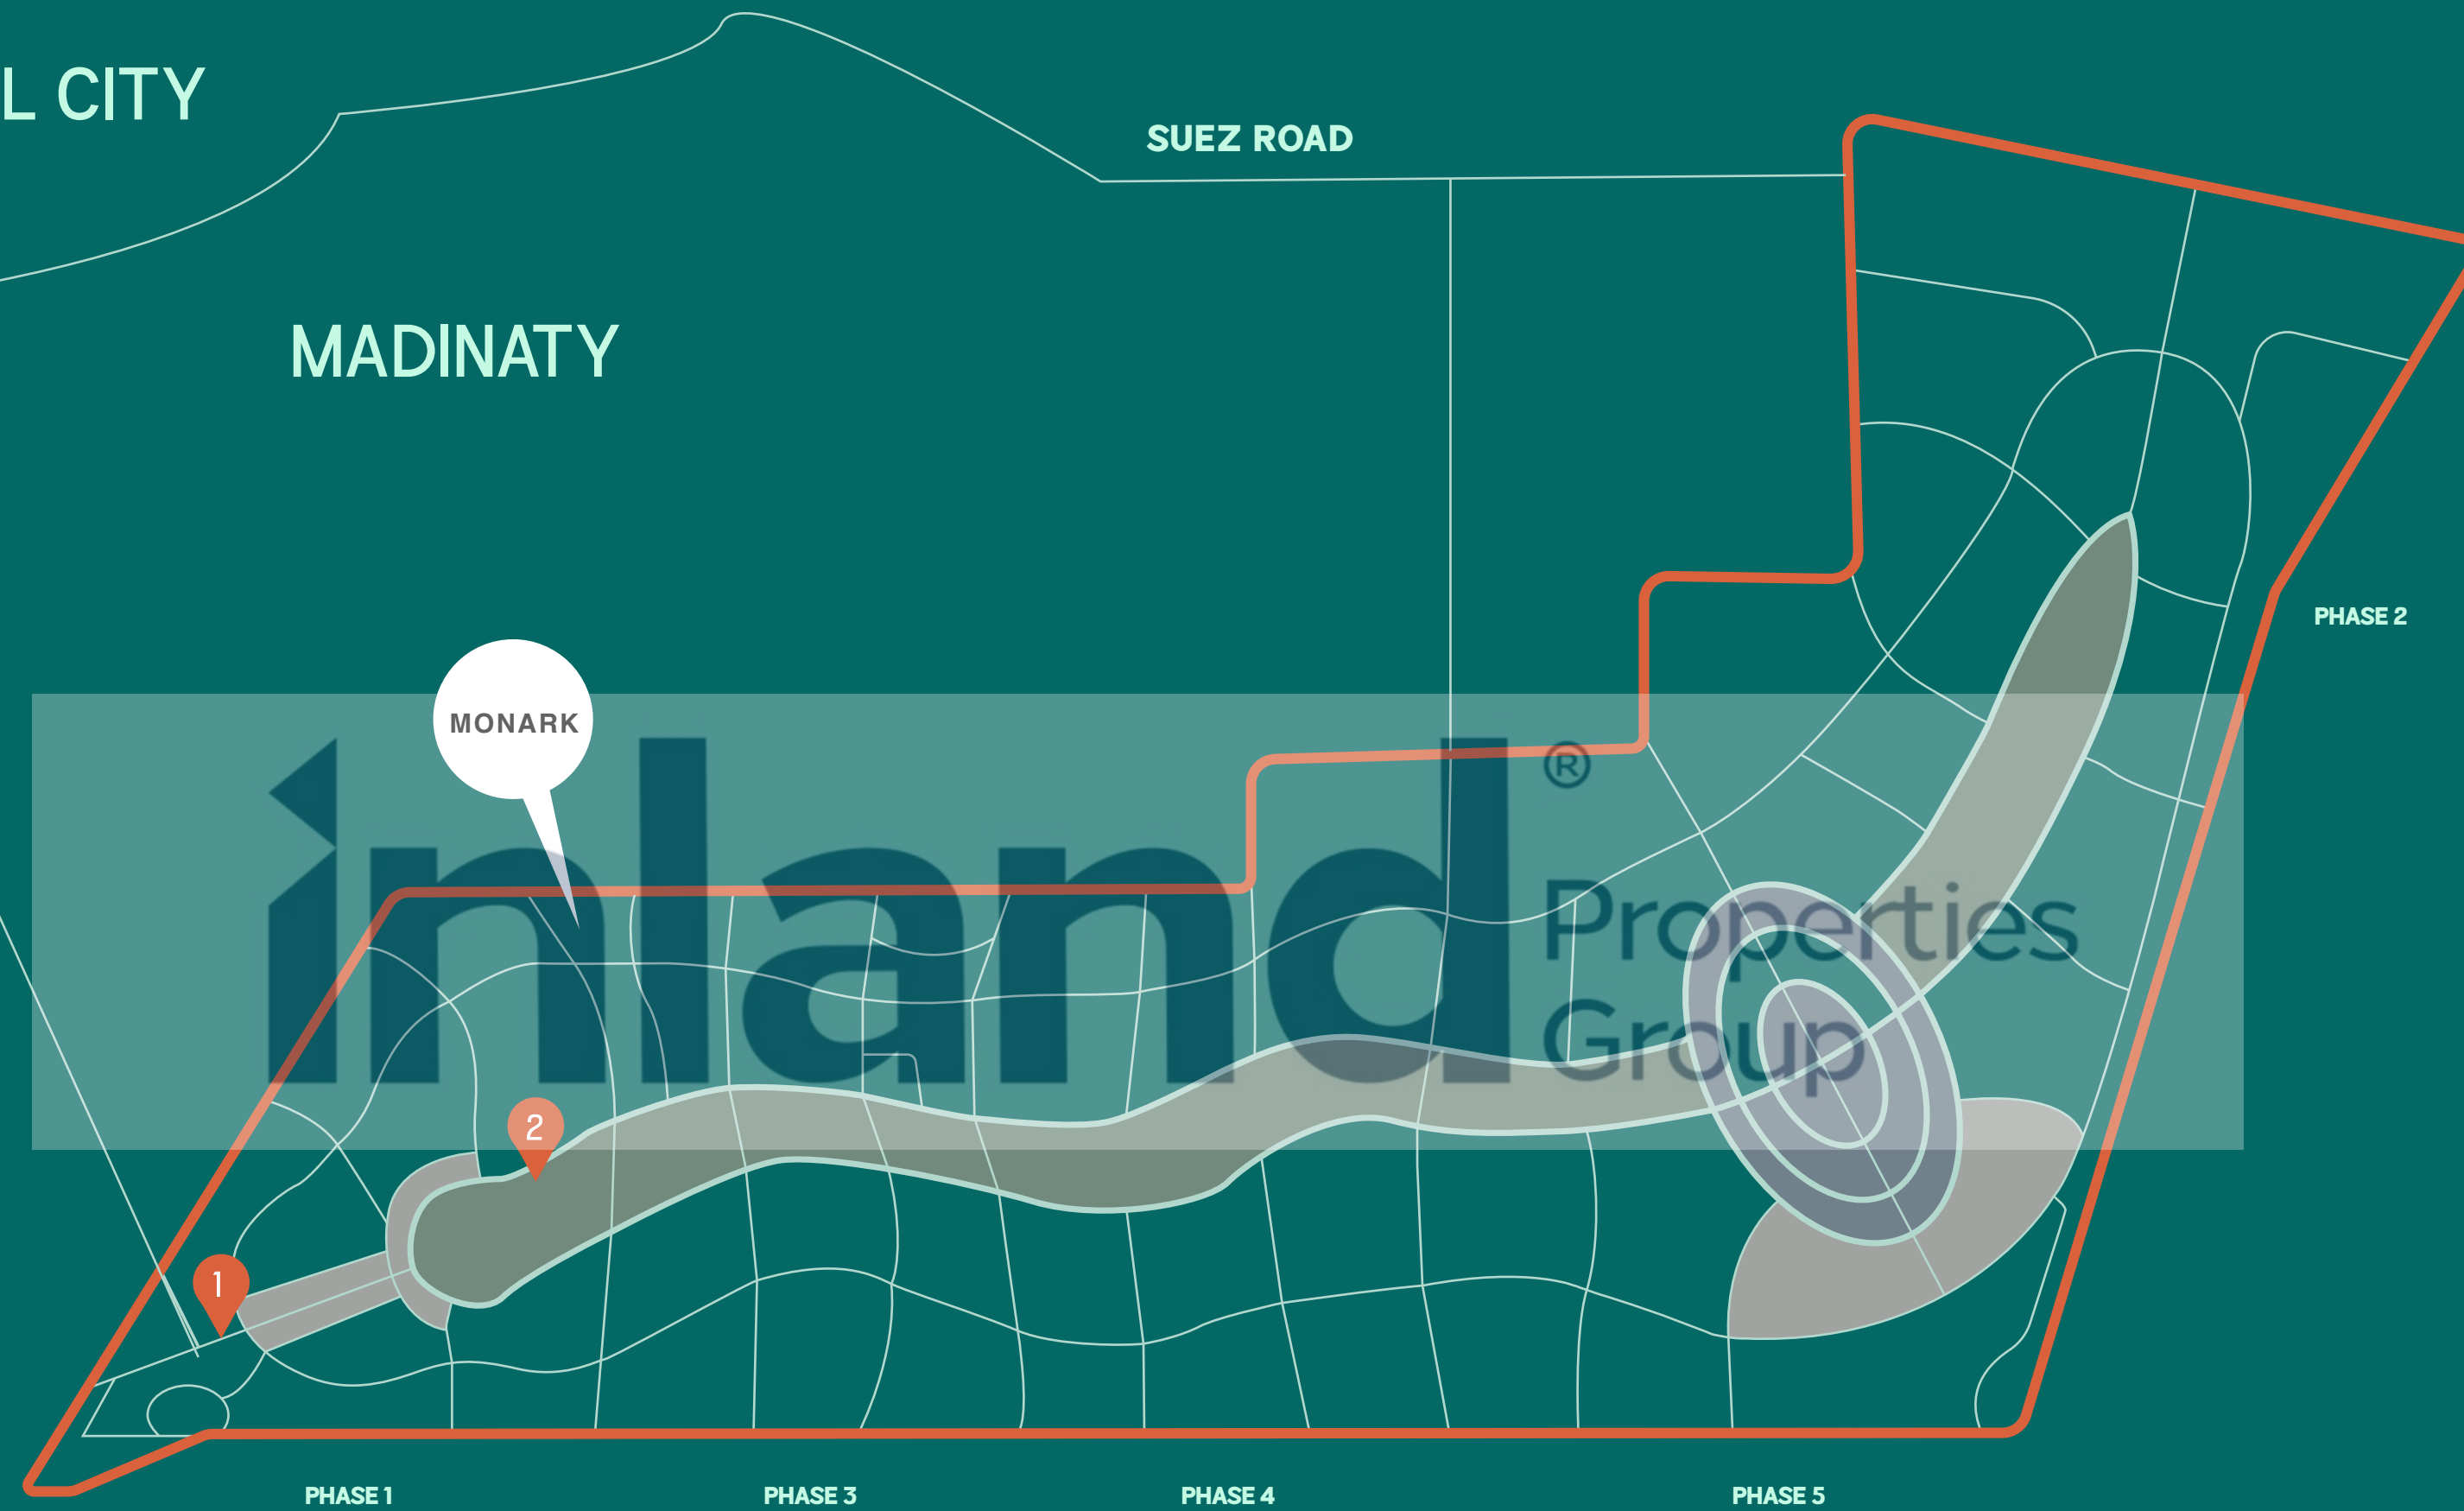 L CITY
SUEZ ROAD
MADINATY
PHASE 2
MONARK
inland®
Properties
Group
2
1
PHASE 1
PHASE 3
PHASE 4
PHASE 5